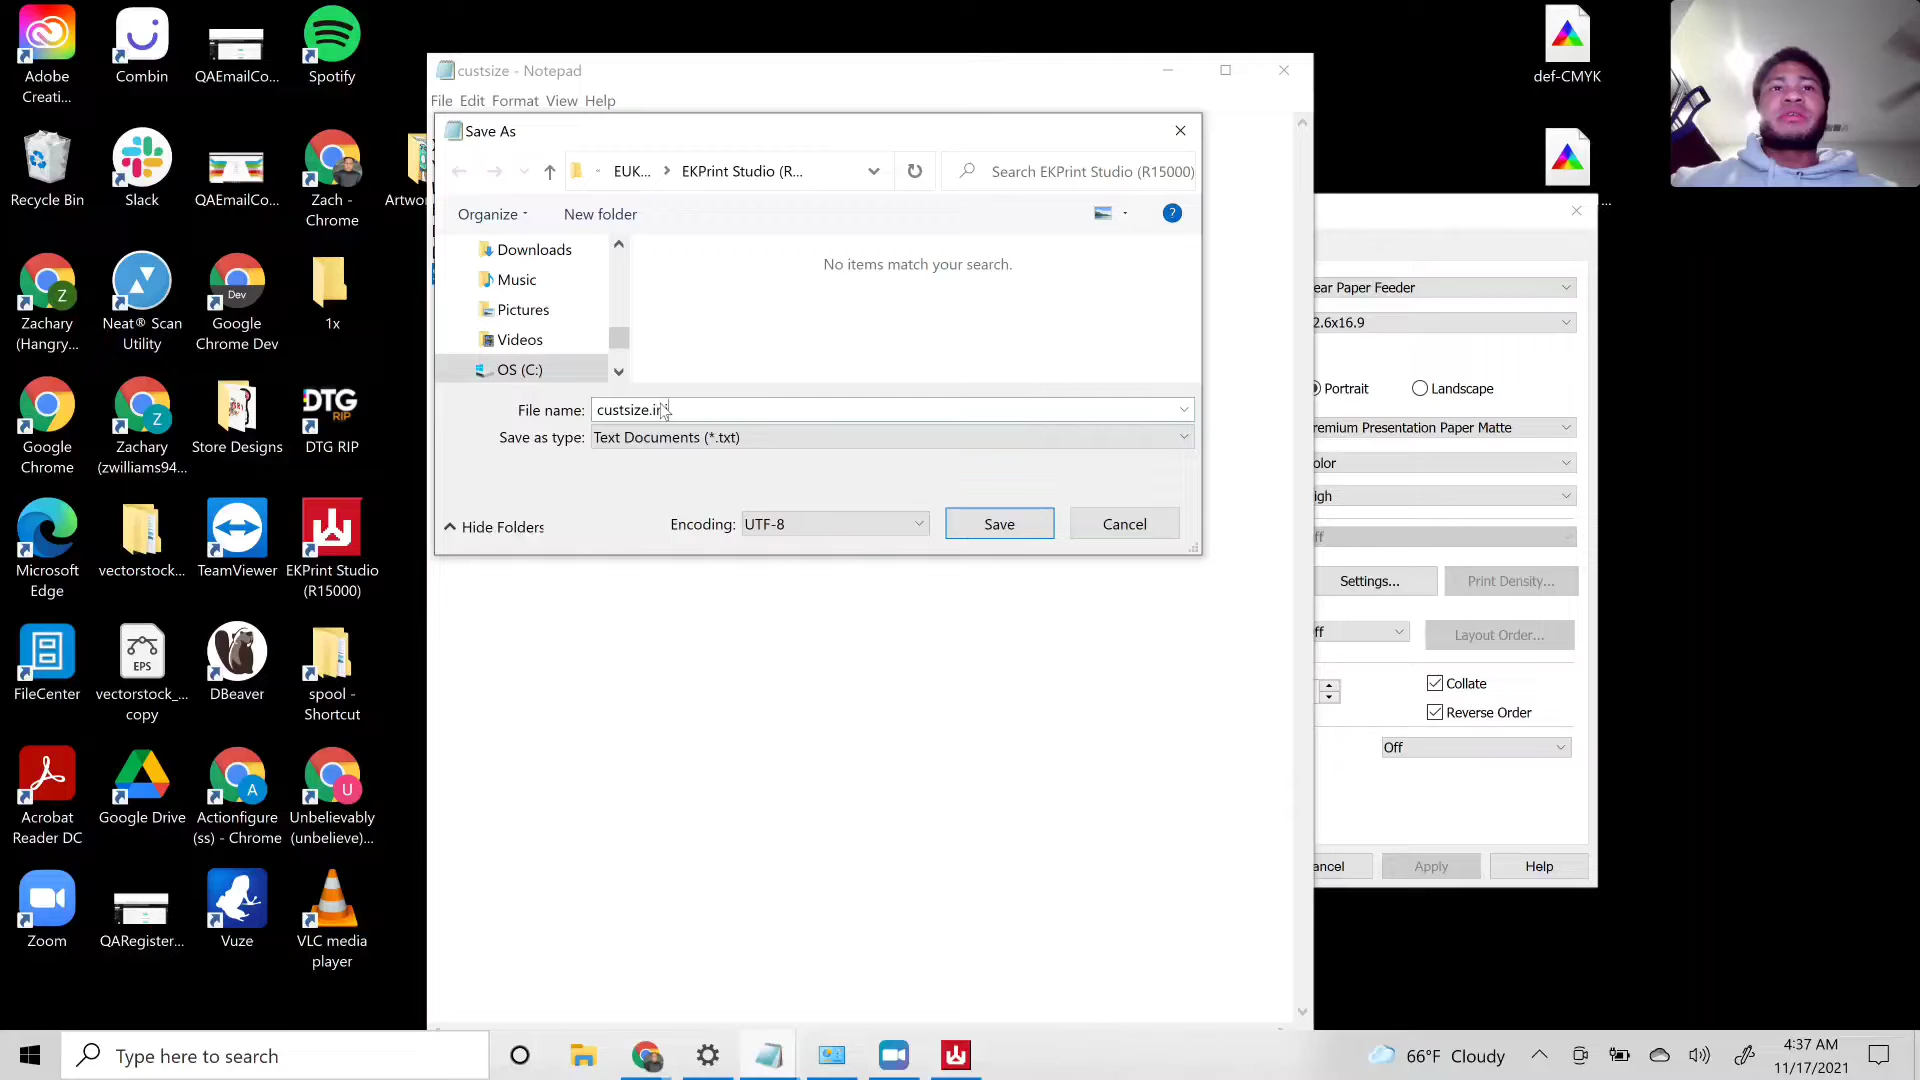 Adobe
Creati...
Combin
QAEmailCo...
Spotify
Recycle Bin
Slack
QAEmailCo...
Zach -
Chrome
Artwo
Zachary
(Hangry...
Neat® Scan
Utility
Dev
Google
Chrome Dev
1x
Google
Chrome
Zachary
(zwilliams94...
Store Designs
DTG
RIP
DTG RIP
Microsoft
Edge
vectorstock...
TeamViewer
EKPrint Studio
(R15000)
FileCenter
EPS
vectorstock_...
copy
DBeaver
spool -
Shortcut
Acrobat
Reader DC
Google Drive
Actionfigure
(ss) - Chrome
Unbelievably
(unbelieve)...
Zoom
QARegister...
Vuze
VLC media
player
def-CMYK
...
custsize - Notepad
File Edit Format View Help
Save As
EUK... > EKPrint Studio (R...
Search EKPrint Studio (R15000)
Organize
New folder
Downloads
Music
Pictures
Videos
OS (C:)
No items match your search.
File name: custsize.ini
Save as type: Text Documents (*.txt)
Hide Folders
Encoding: UTF-8
Save
Cancel
ear Paper Feeder
2.6x16.9
Portrait
Landscape
remium Presentation Paper Matte
olor
igh
ff
Settings...
Print Density...
ff
Layout Order...
Collate
Reverse Order
Off
ancel
Apply
Help
Type here to search
66°F Cloudy
4:37 AM
11/17/2021